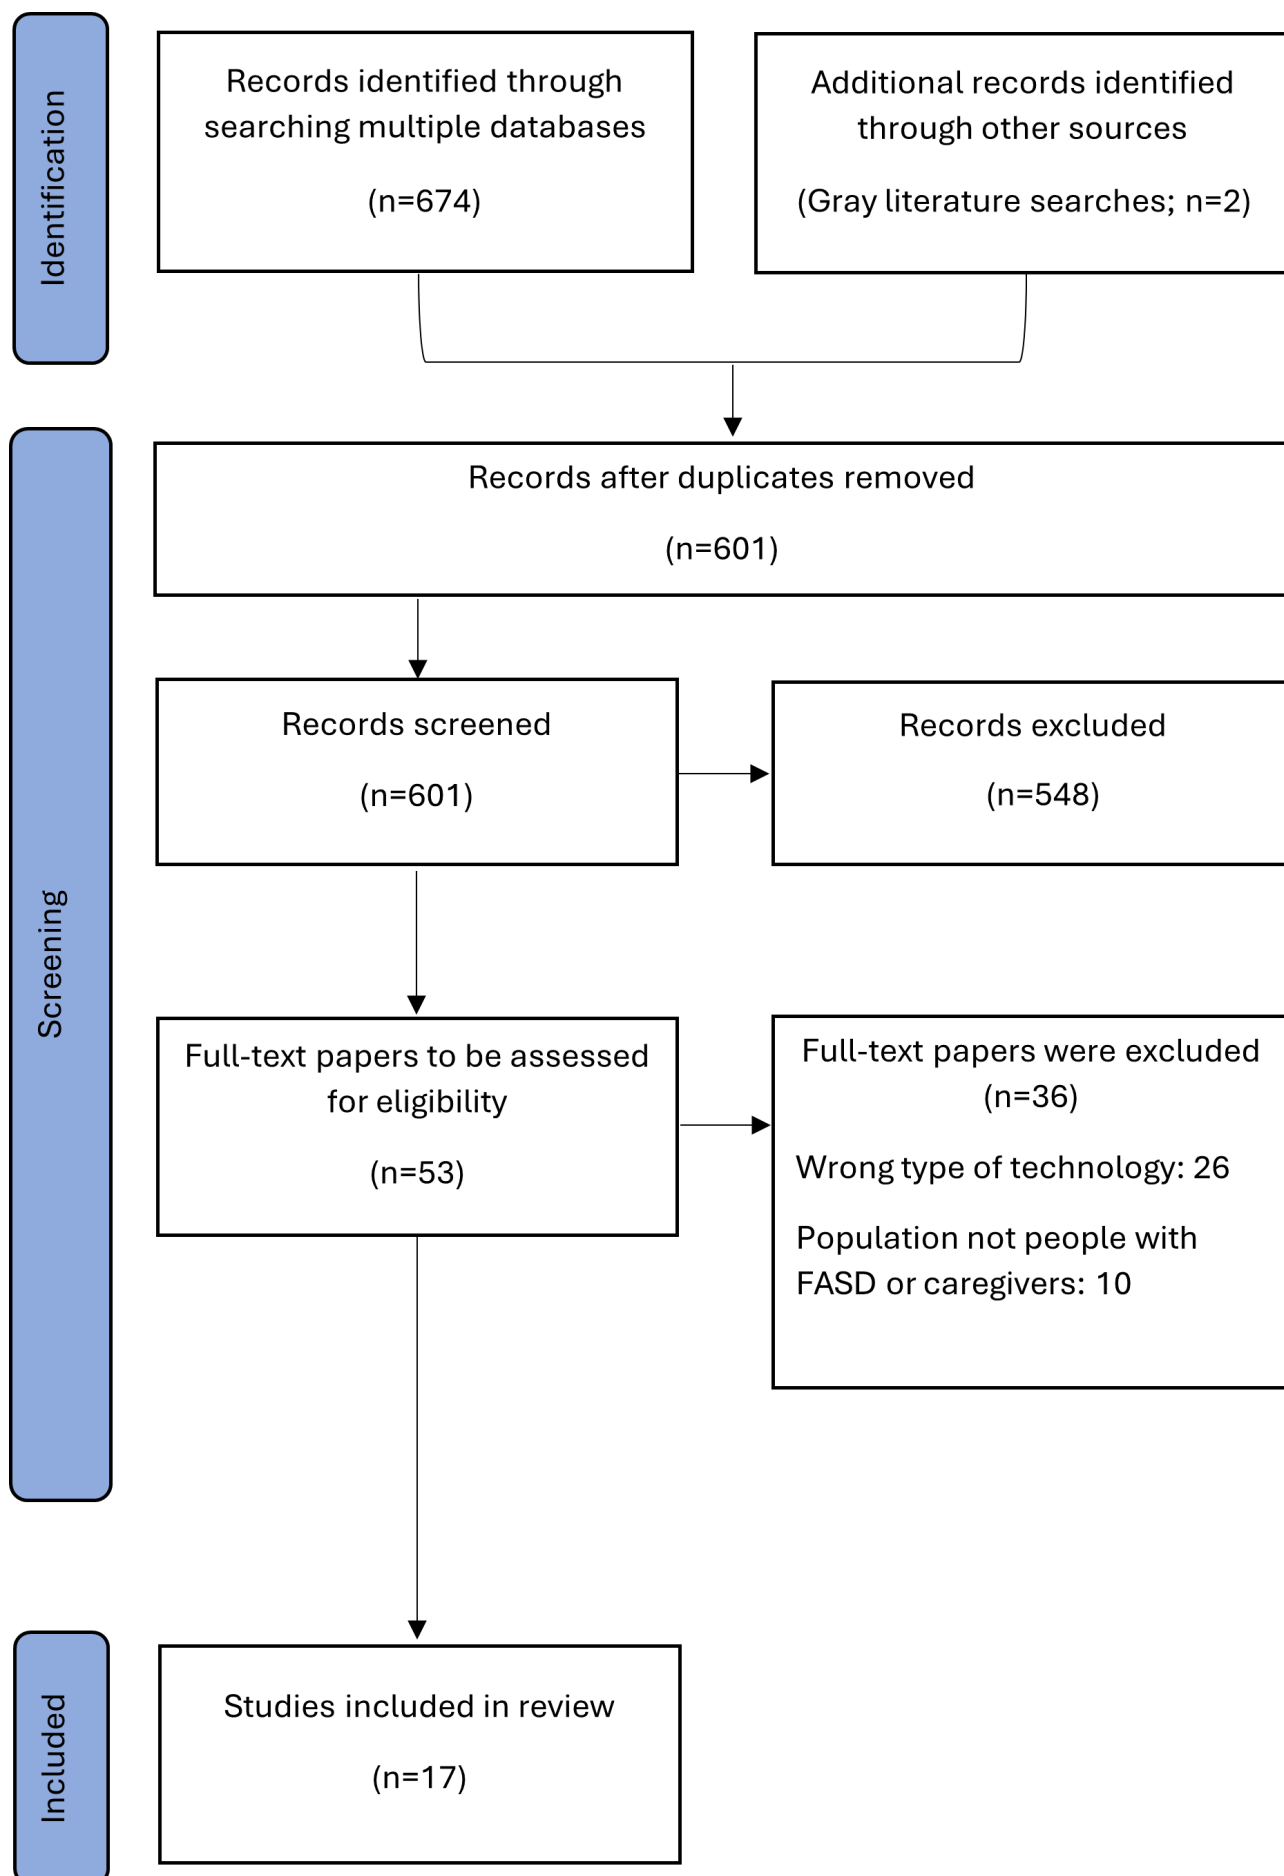 Identification
Records identified through
searching multiple databases
(n=674)
Additional records identified
through other sources
(Gray literature searches; n=2)
Screening
Records after duplicates removed
(n=601)
Records screened
(n=601)
Records excluded
(n=548)
Full-text papers to be assessed
for eligibility
(n=53)
Full-text papers were excluded
(n=36)
Wrong type of technology: 26
Population not people with
FASD or caregivers: 10
Included
Studies included in review
(n=17)